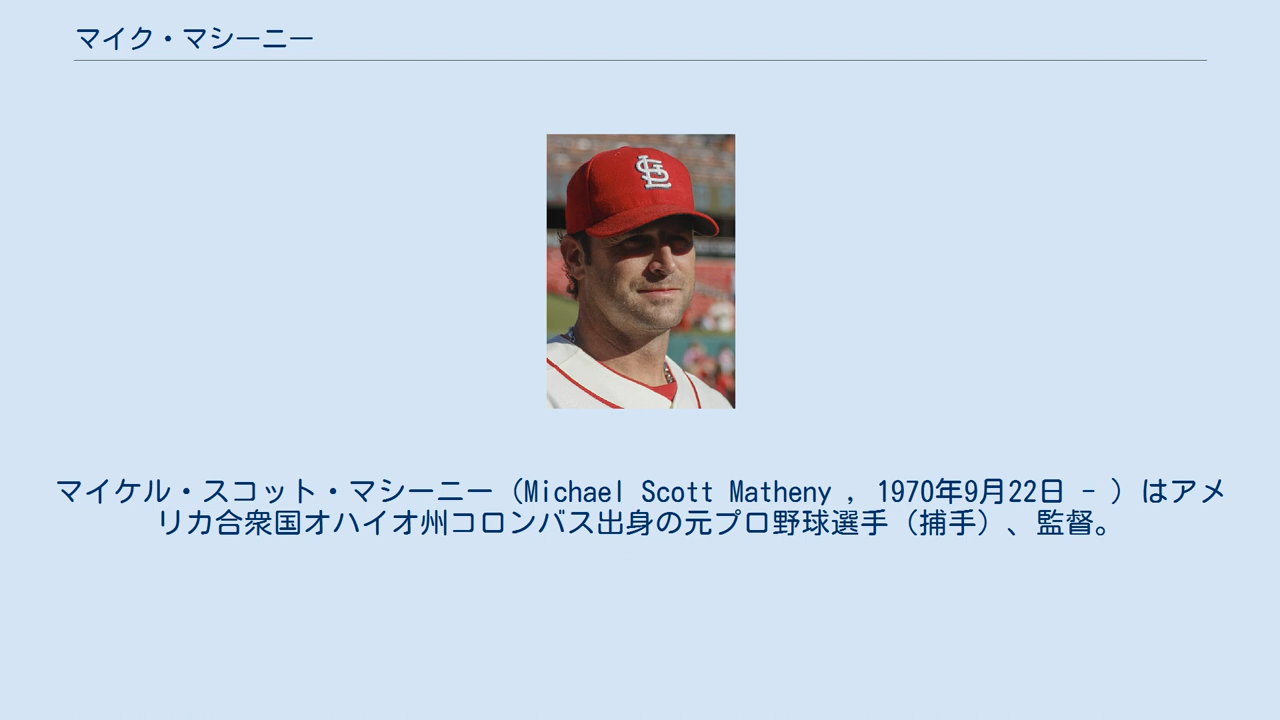 マイク・マシーニー
STL
マイケル・スコット・マシーニー（Michael Scott Matheny , 1970年9月22日 - ）はアメ
リカ合衆国オハイオ州コロンバス出身の元プロ野球選手（捕手）、監督。